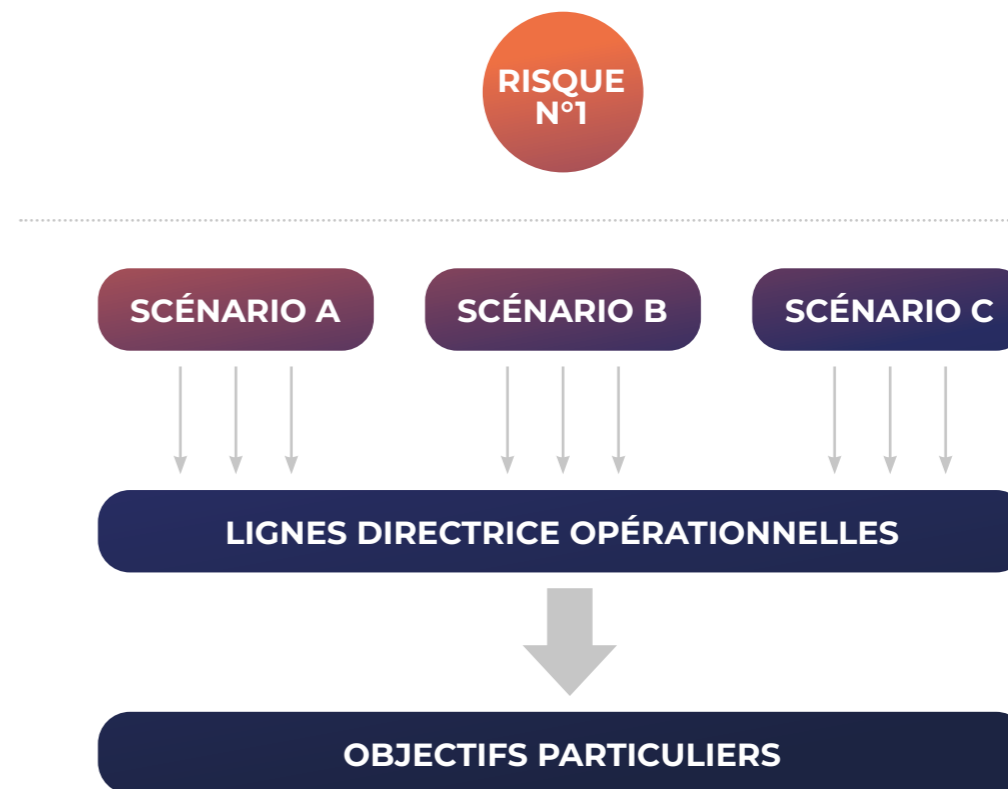 RISQUE
N°1
SCÉNARIO A
SCÉNARIO B
SCÉNARIO C
LIGNES DIRECTRICE OPÉRATIONNELLES
OBJECTIFS PARTICULIERS